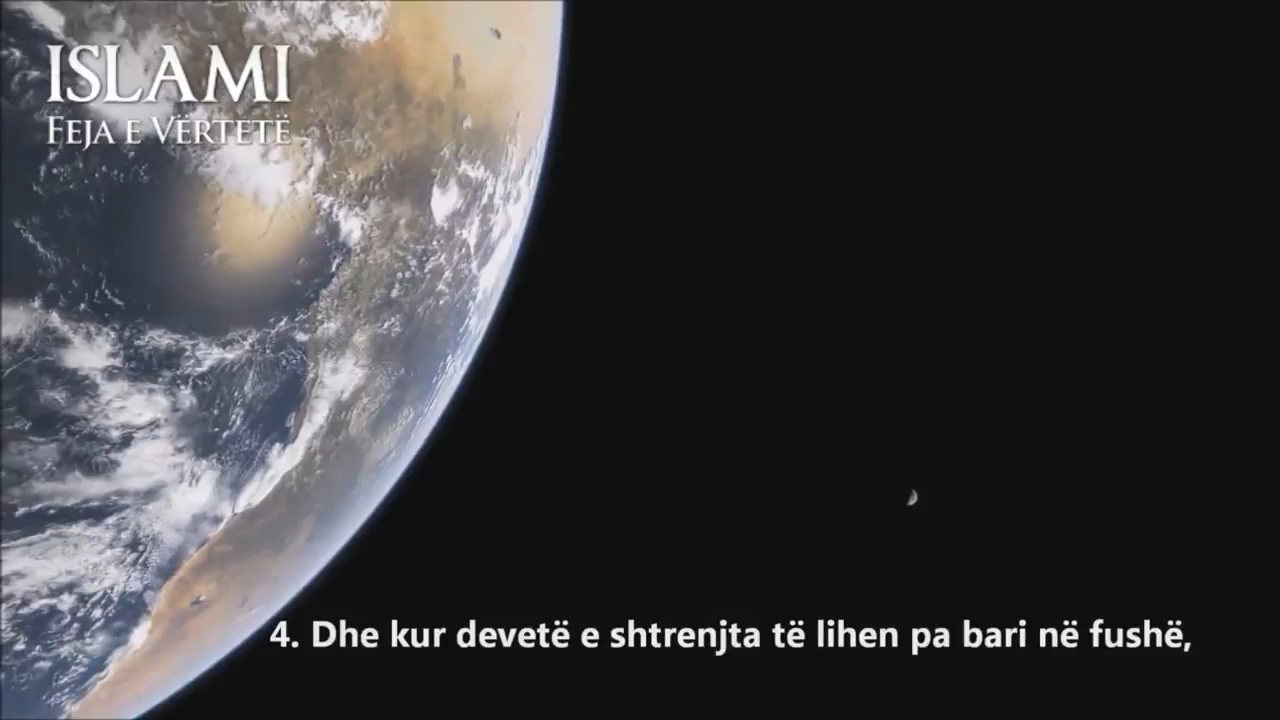 ISLAMI
FEJA E VËRTETË
4. Dhe kur devetë e shtrenjta të lihen pa bari në fushë,